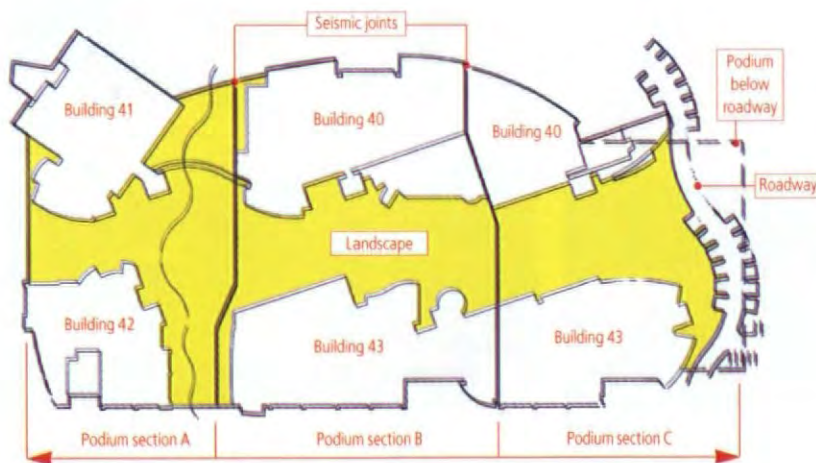 Seismic joints
Podium
below
roadway
Building 41
Building 40
Building 40
Roadway
Landscape
Building 42
Building 43
Building 43
Podium section A
Podium section B
Podium section C